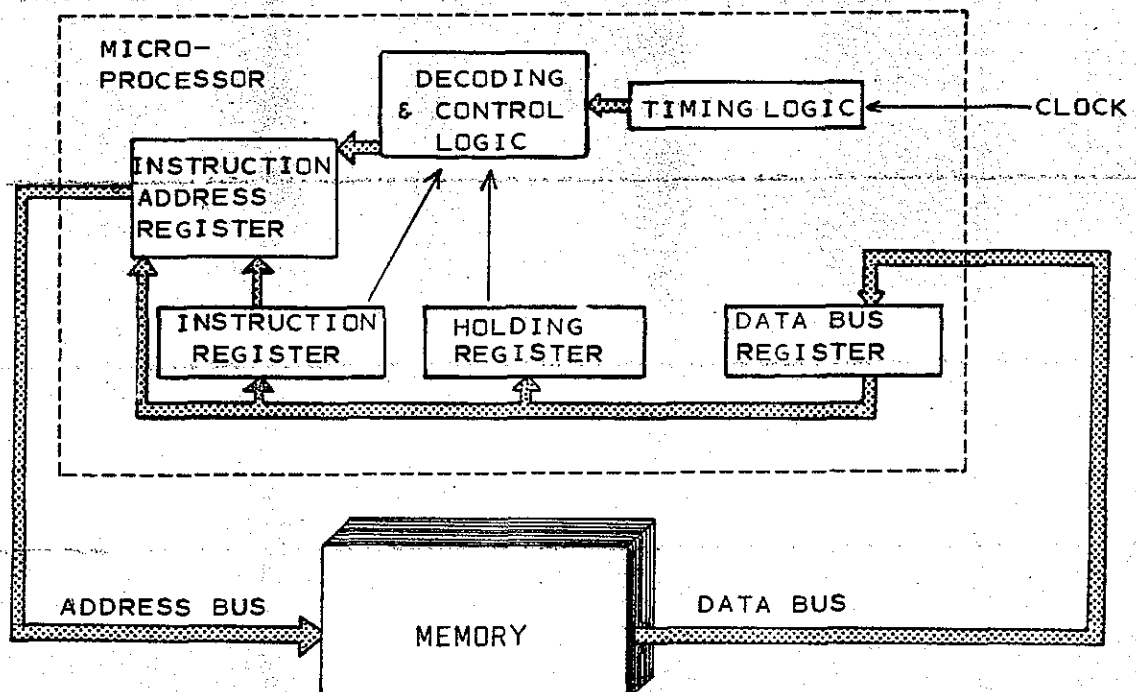 MICRO-
PROCESSOR
DECODING
& CONTROL
LOGIC
TIMING LOGIC
CLOCK
INSTRUCTION
ADDRESS
REGISTER
INSTRUCTION
REGISTER
HOLDING
REGISTER
DATA BUS
REGISTER
ADDRESS BUS
DATA BUS
MEMORY